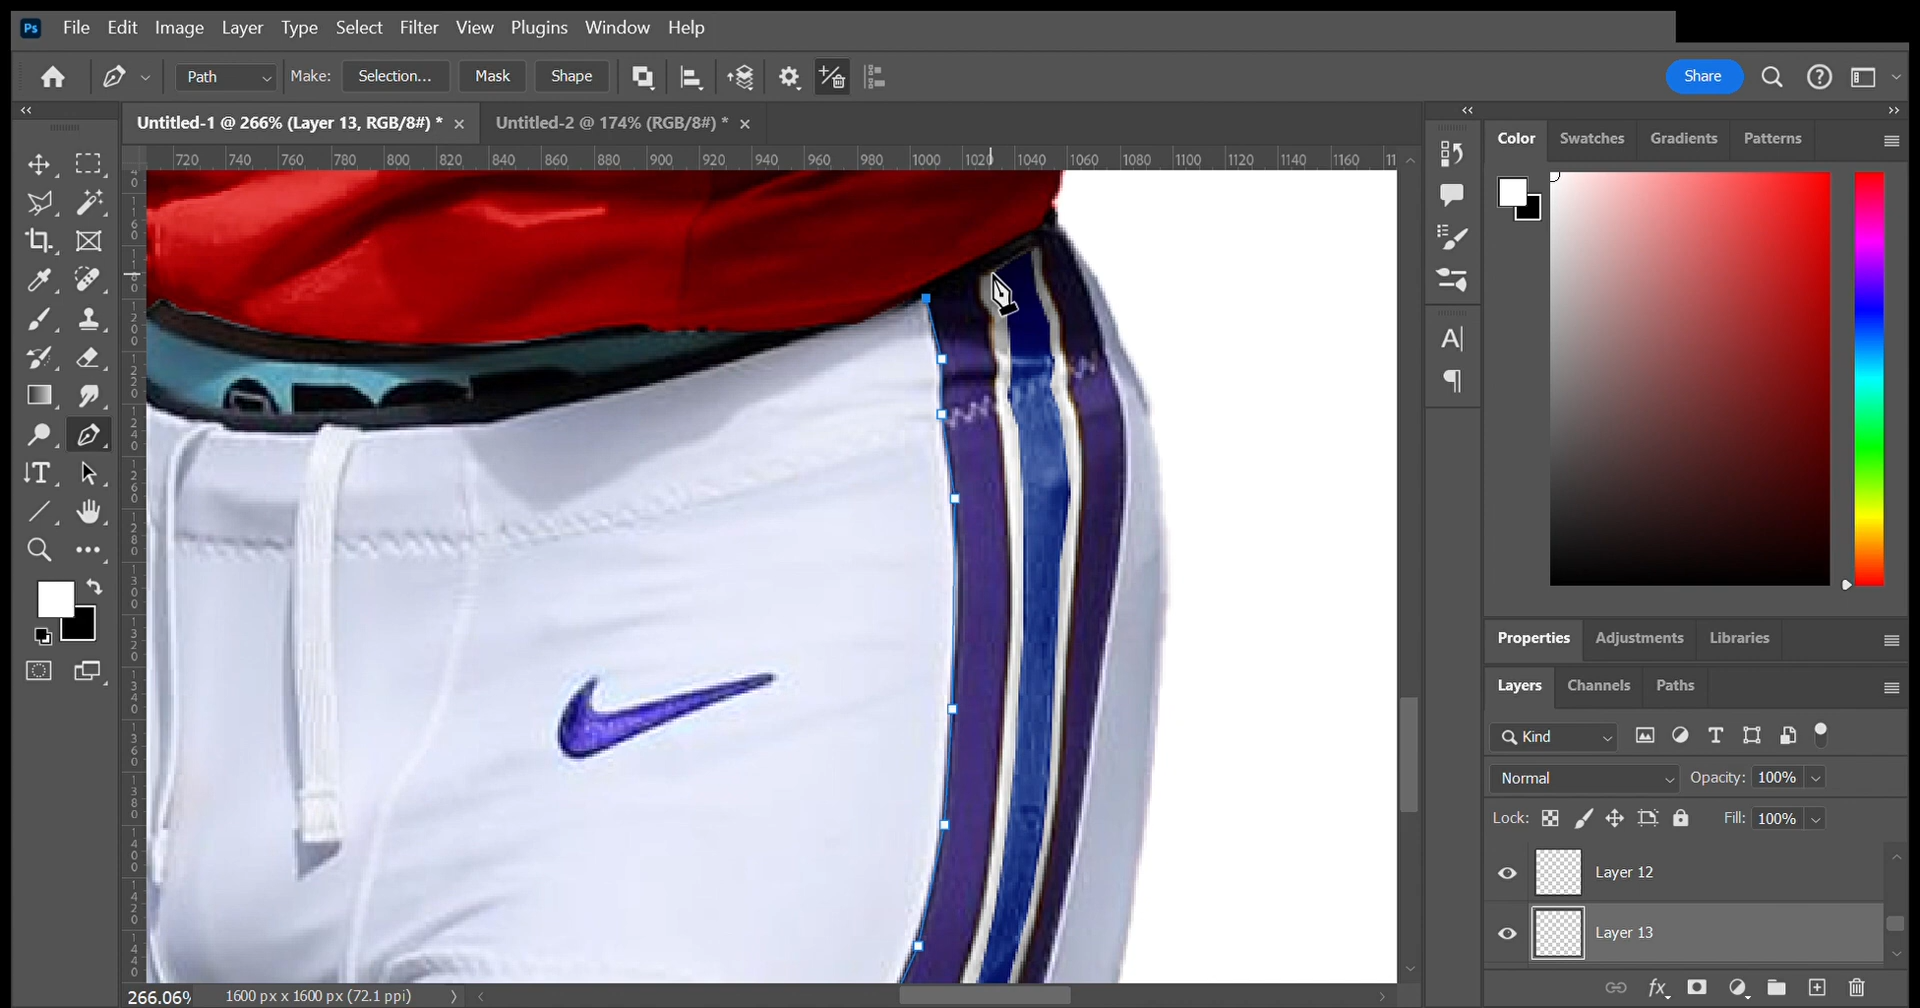 Ps File Edit Image Layer Type Select Filter View Plugins Window Help
Path Make: Selection... Mask Shape Share
Untitled-1 @ 266% (Layer 13, RGB/8#) * × Untitled-2 @ 174% (RGB/8#) * ×
720 740 760 780 800 820 840 860 880 900 920 940 960 980 1000 1020 1040 1060 1080 1100 1120 1140 1160 11
Color Swatches Gradients Patterns
Properties Adjustments Libraries
Layers Channels Paths
Kind
Normal Opacity: 100%
Lock: Fill: 100%
Layer 12
Layer 13
266.06% 1600 px x 1600 px (72.1 ppi)